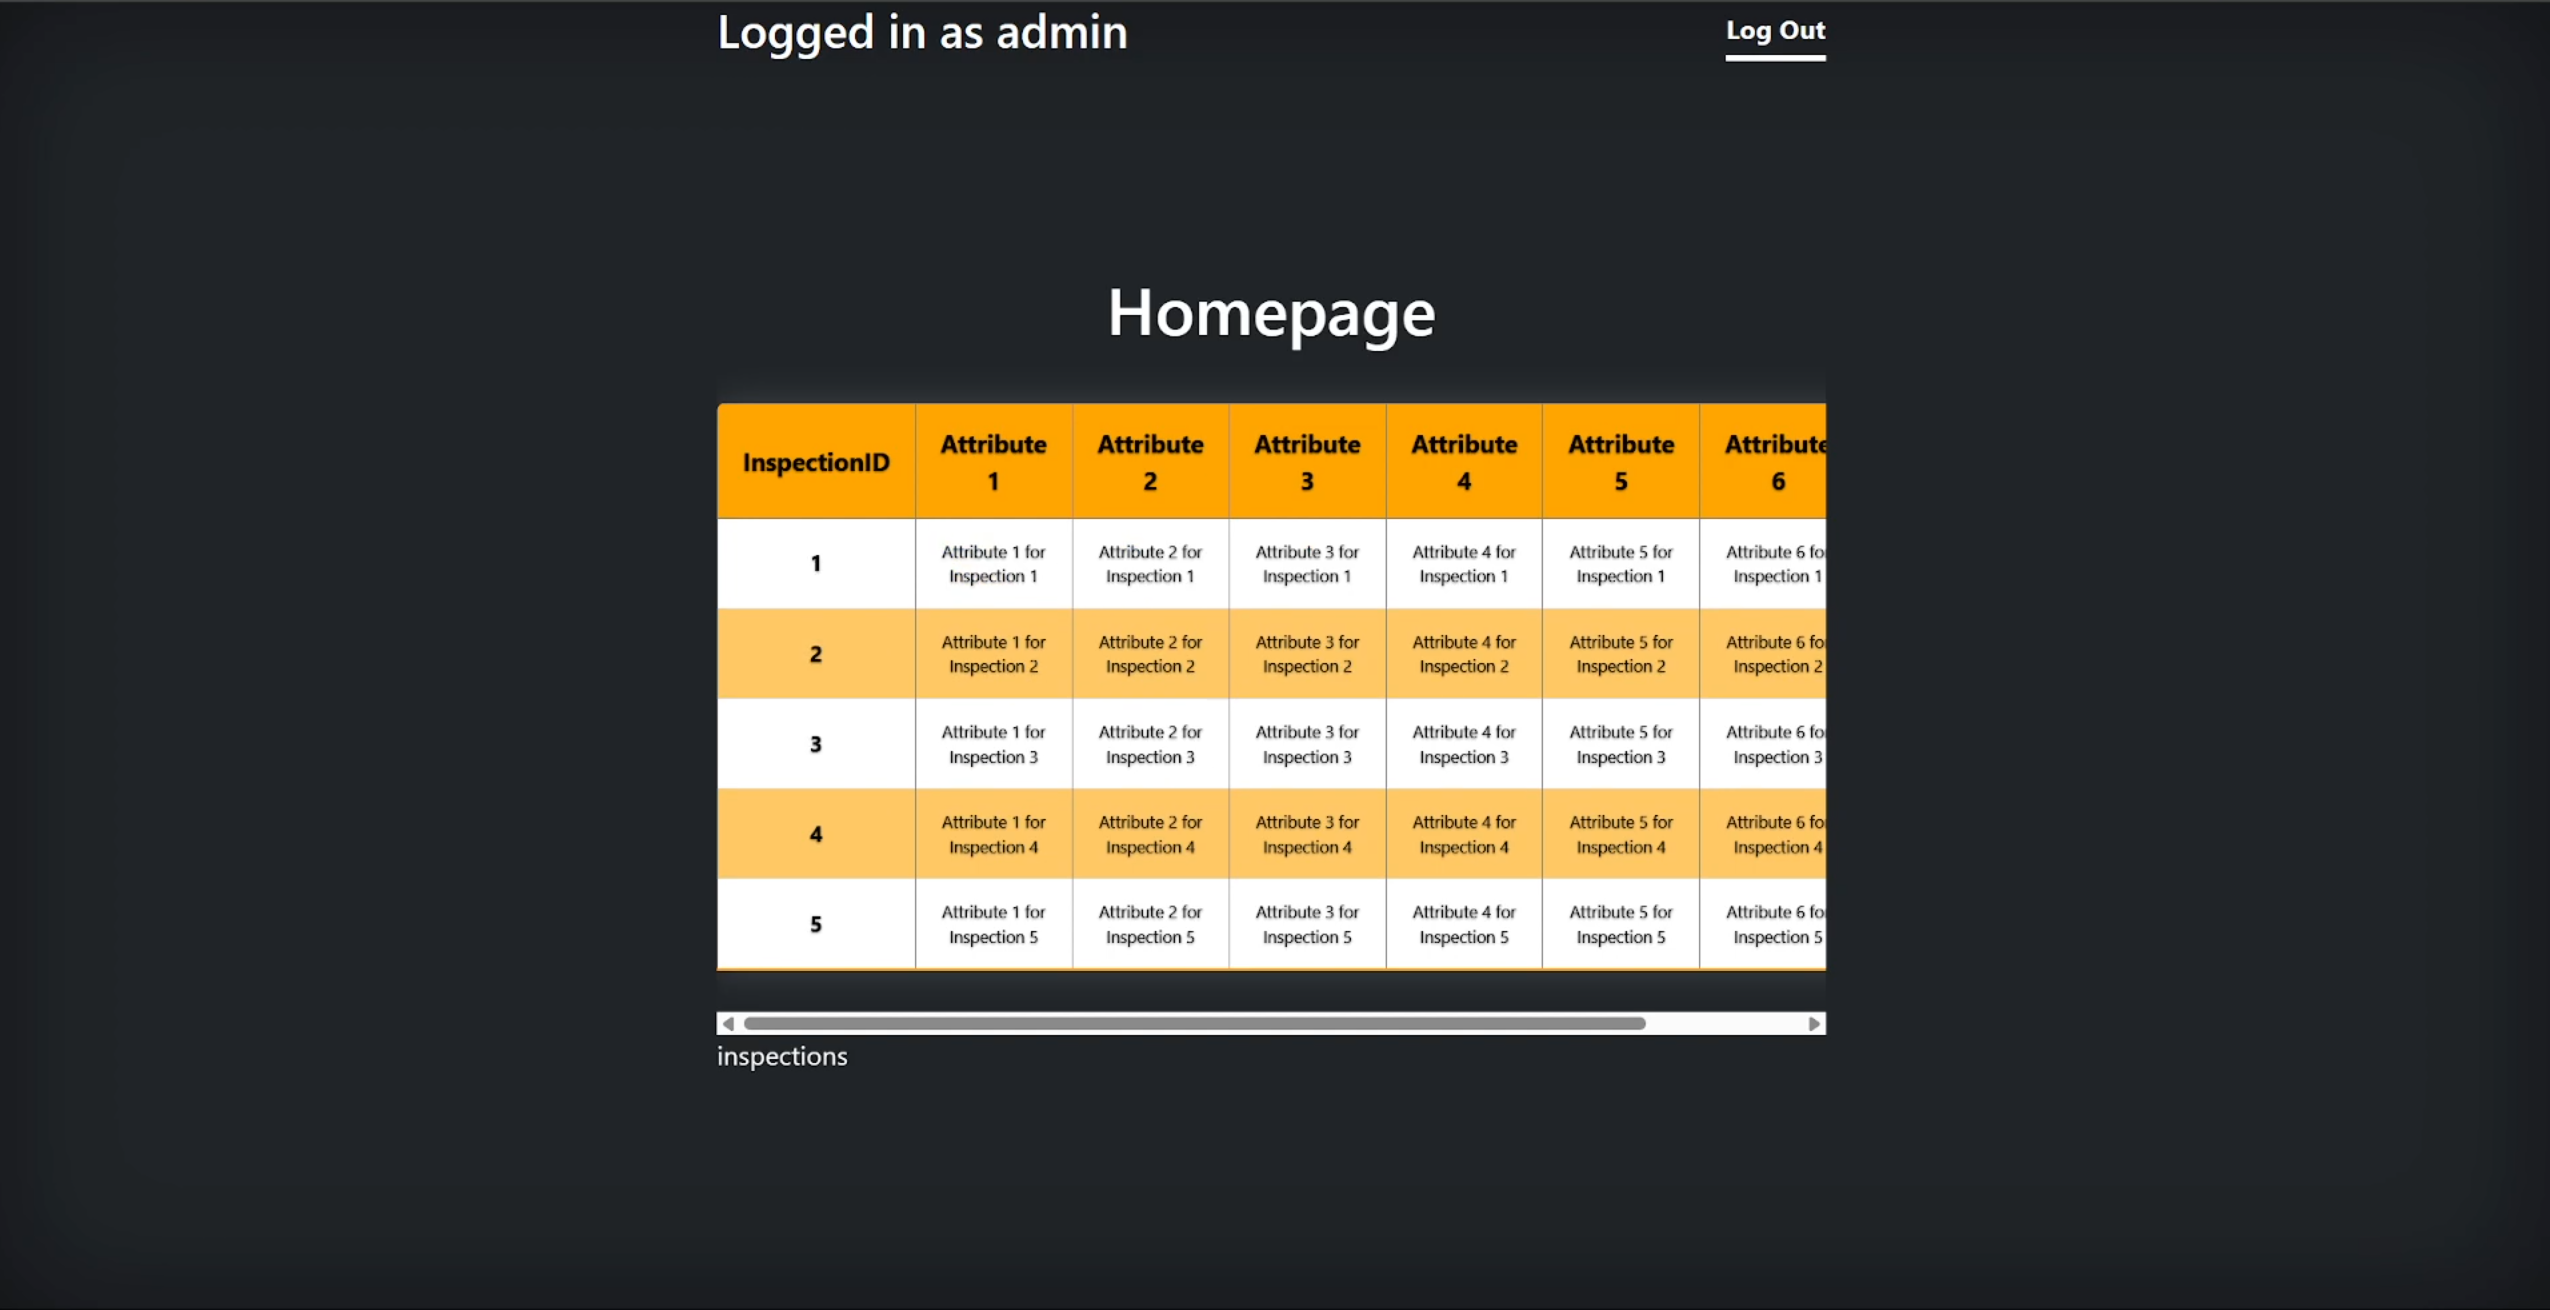 Logged in as admin
Log Out
Homepage
InspectionID
Attribute 1
Attribute 2
Attribute 3
Attribute 4
Attribute 5
Attribute 6
1
Attribute 1 for Inspection 1
Attribute 2 for Inspection 1
Attribute 3 for Inspection 1
Attribute 4 for Inspection 1
Attribute 5 for Inspection 1
Attribute 6 fo
Inspection 1
2
Attribute 1 for Inspection 2
Attribute 2 for Inspection 2
Attribute 3 for Inspection 2
Attribute 4 for Inspection 2
Attribute 5 for Inspection 2
Attribute 6 fo
Inspection 2
3
Attribute 1 for Inspection 3
Attribute 2 for Inspection 3
Attribute 3 for Inspection 3
Attribute 4 for Inspection 3
Attribute 5 for Inspection 3
Attribute 6 fo
Inspection 3
4
Attribute 1 for Inspection 4
Attribute 2 for Inspection 4
Attribute 3 for Inspection 4
Attribute 4 for Inspection 4
Attribute 5 for Inspection 4
Attribute 6 fo
Inspection 4
5
Attribute 1 for Inspection 5
Attribute 2 for Inspection 5
Attribute 3 for Inspection 5
Attribute 4 for Inspection 5
Attribute 5 for Inspection 5
Attribute 6 fo
Inspection 5
inspections